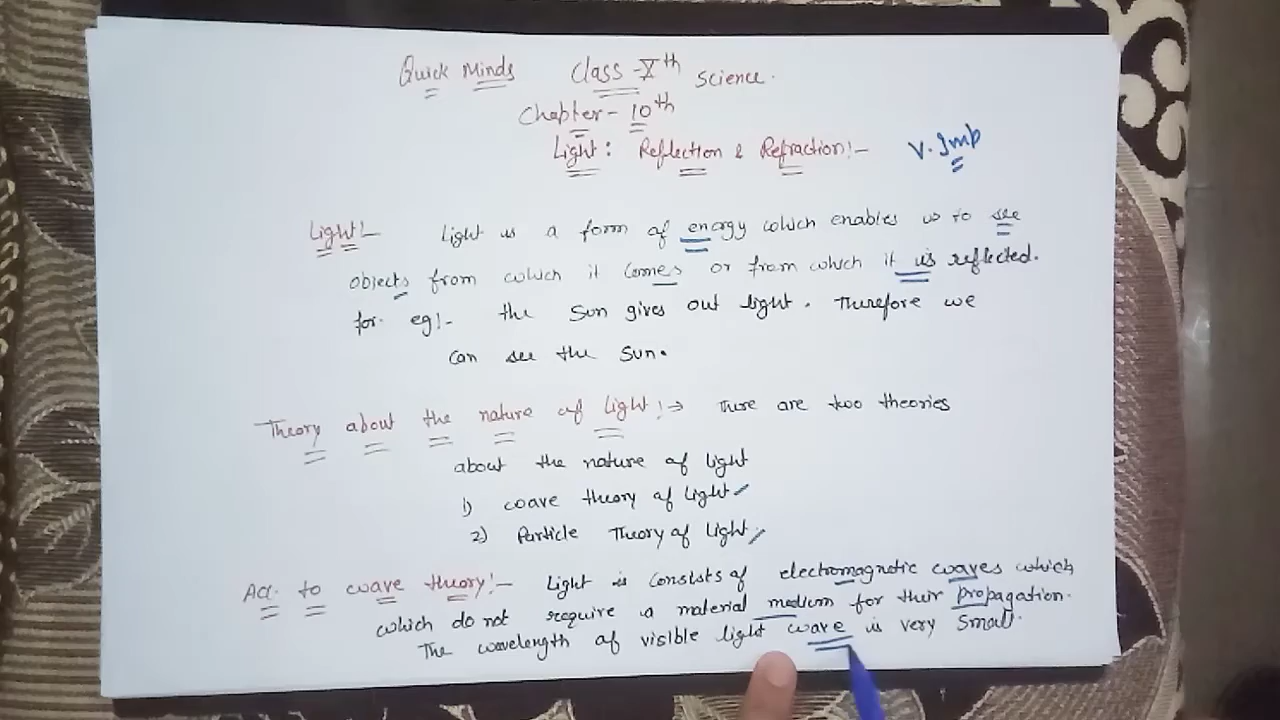 Quick Minds Class-Xth Science.
Chapter- 10th
Light: Reflection & Refraction!- V. Imp
Light!- Light is a form of energy which enables us to see
objects from which it comes or from which it is reflected.
for eg!- the Sun gives out light. Therefore we
can see the Sun.
Theory about the nature of light!→ There are two theories
about the nature of light
1) wave theory of light
2) Particle Theory of light
Acc. to wave theory!- Light is consists of electromagnetic waves which
which do not require a material medium for their propagation.
The wavelength of visible light wave is very small.